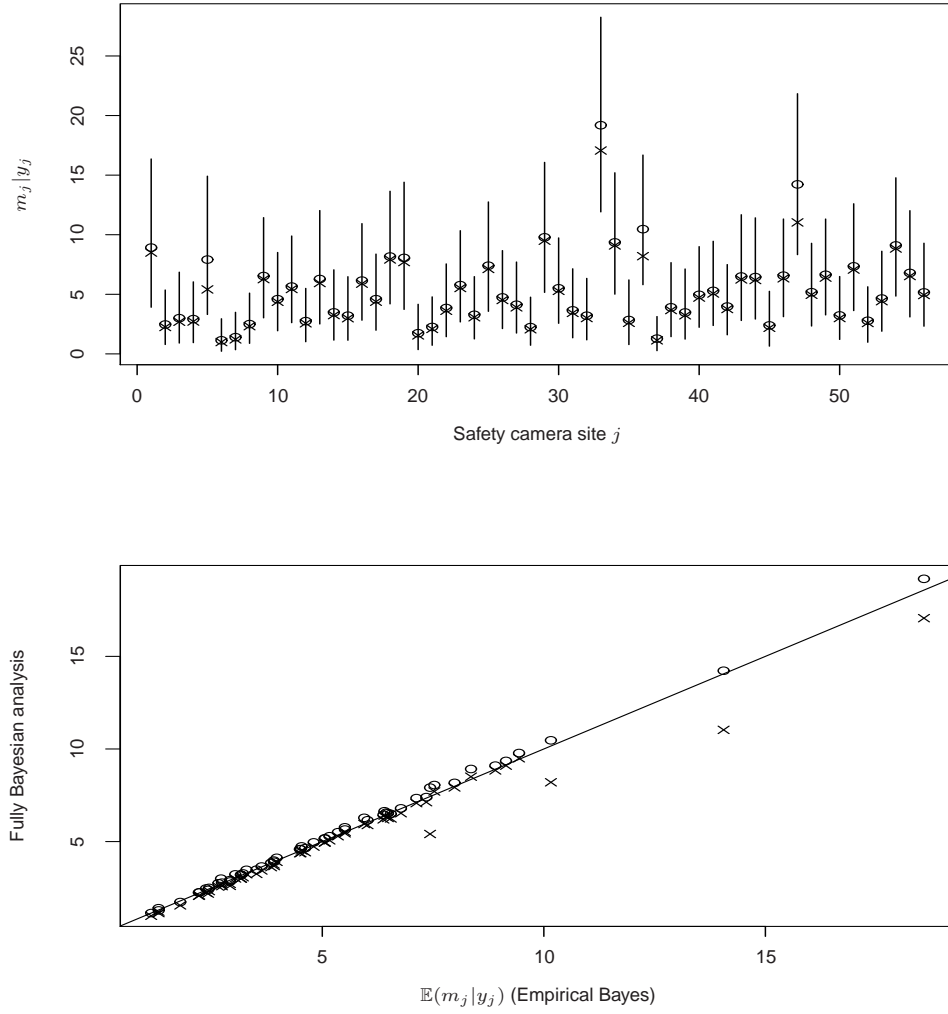 25
20
15
10
5
0
m_j|y_j
0 10 20 30 40 50
Safety camera site j
15
10
5
Fully Bayesian analysis
5 10 15
𝔼(m_j|y_j) (Empirical Bayes)